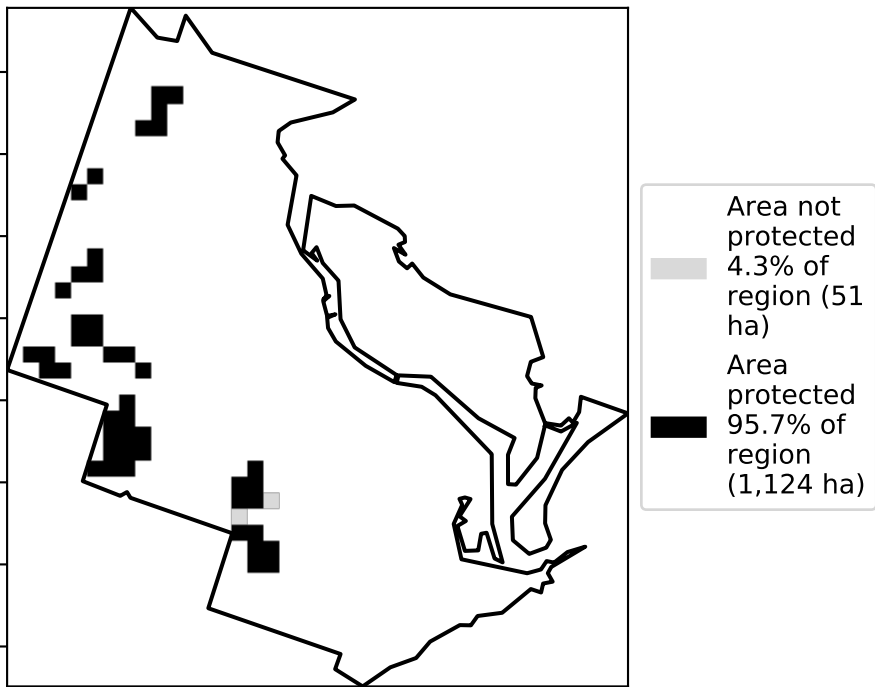 Area not
protected
4.3% of
region (51
ha)
Area
protected
95.7% of
region
(1,124 ha)